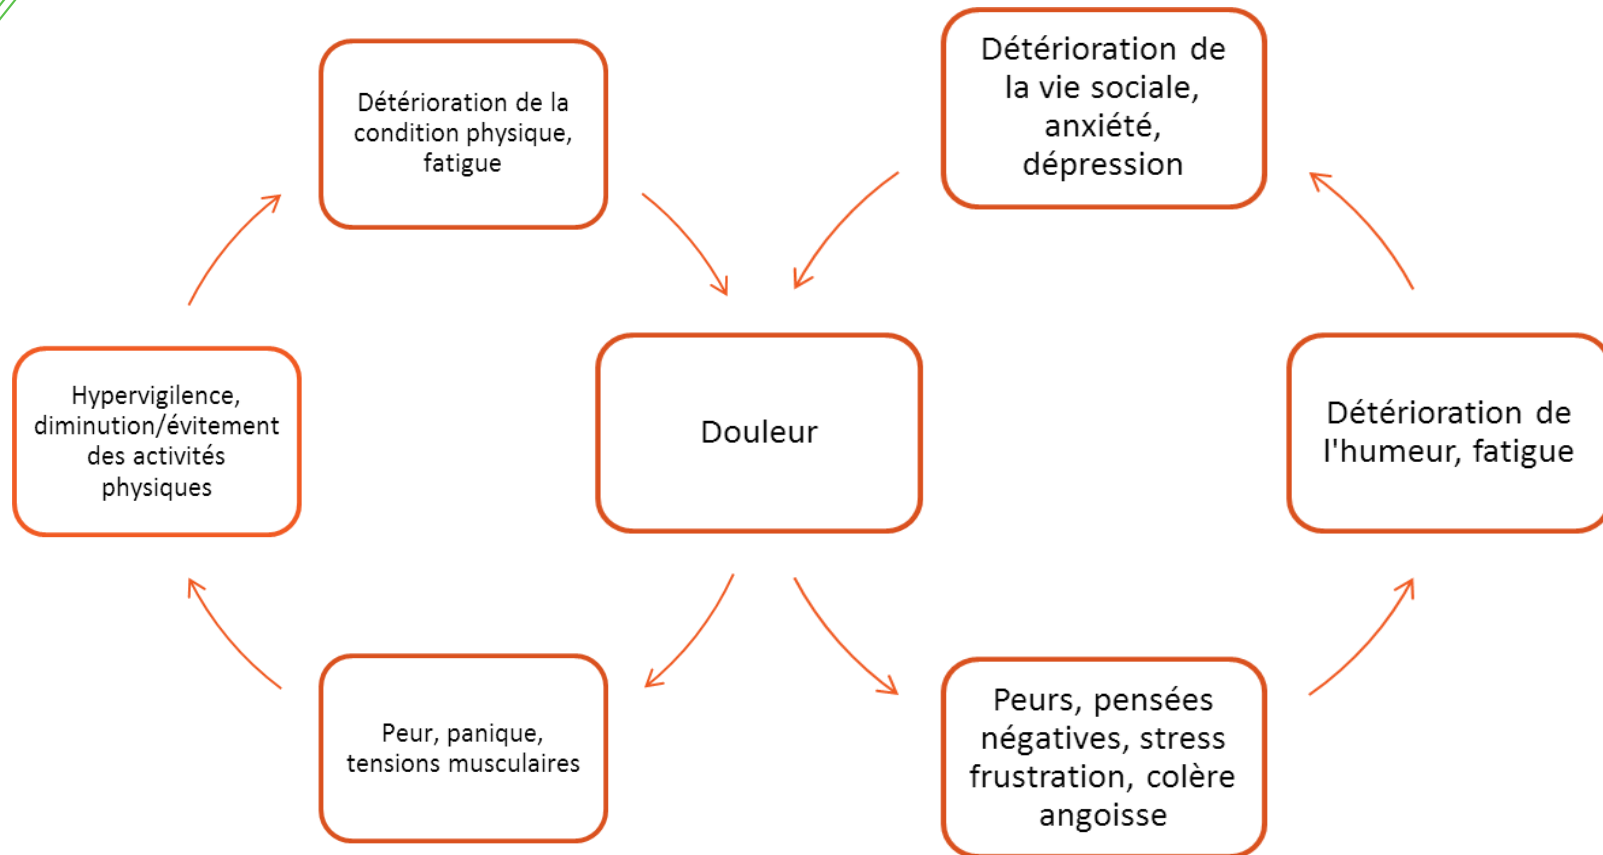 Détérioration de la
condition physique,
fatigue
Détérioration de
la vie sociale,
anxiété,
dépression
Hypervigilence,
diminution/évitement
des activités
physiques
Douleur
Détérioration de
l'humeur, fatigue
Peur, panique,
tensions musculaires
Peurs, pensées
négatives, stress
frustration, colère
angoisse